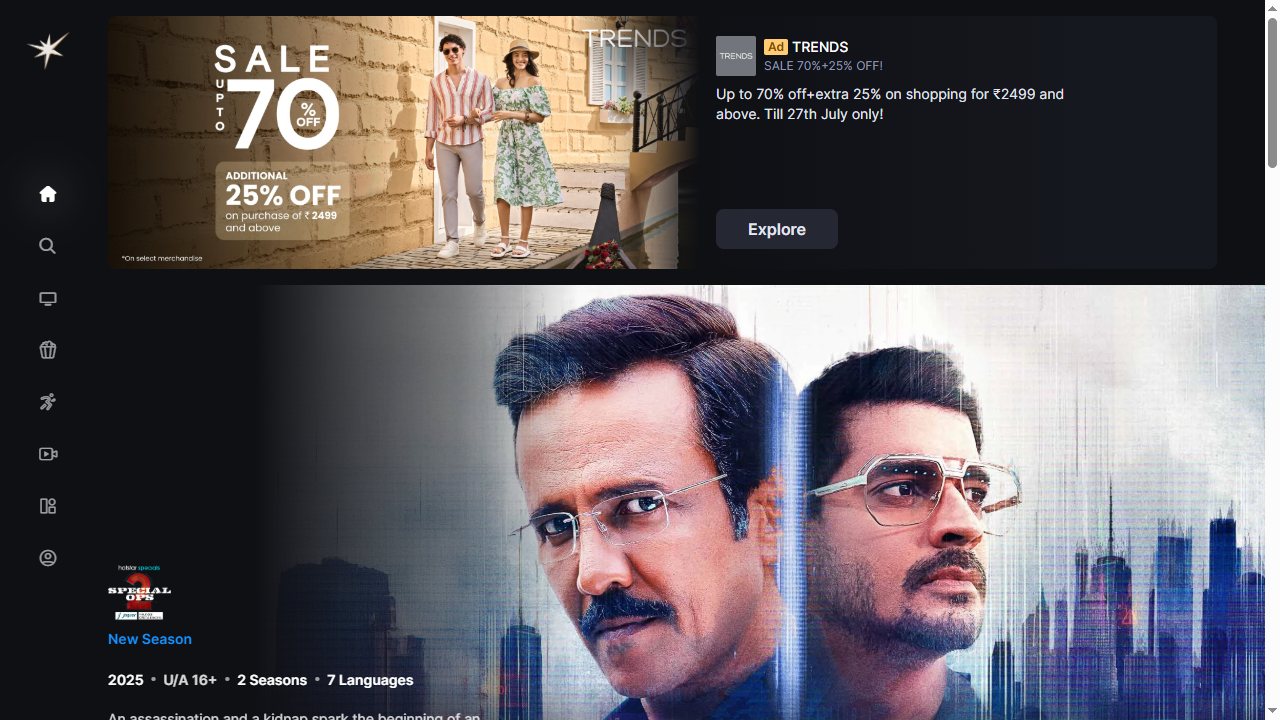 TRENDS
SALE
UPTO
70
%
OFF
ADDITIONAL
25% OFF
on purchase of ₹ 2499
and above
*On select merchandise
TRENDS
Ad TRENDS
SALE 70%+25% OFF!
Up to 70% off+extra 25% on shopping for ₹2499 and
above. Till 27th July only!
Explore
hotstar specials
SPECIAL
OPS
2
New Season
2025 • U/A 16+ • 2 Seasons • 7 Languages
An assassination and a kidnap spark the beginning of an